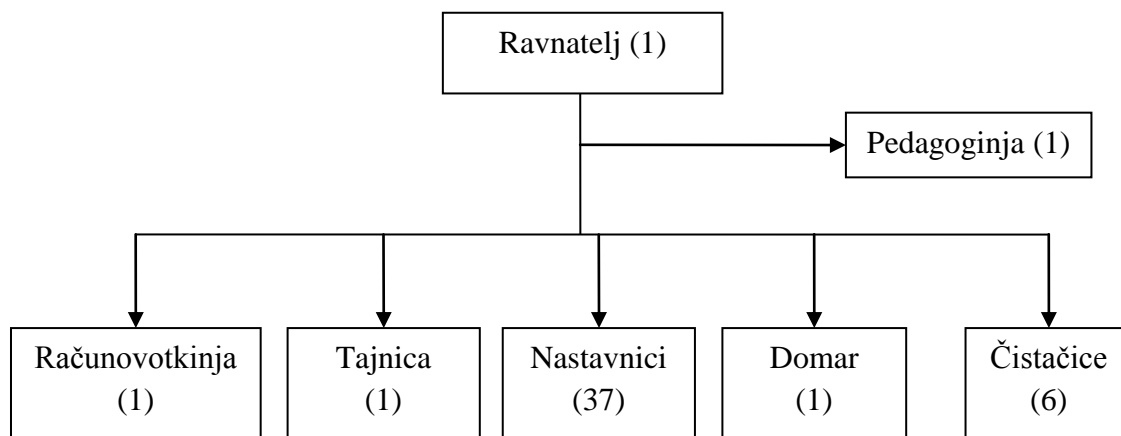 Ravnatelj (1)
Pedagoginja (1)
Računovotkinja
(1)
Tajnica
(1)
Nastavnici
(37)
Domar
(1)
Čistačice
(6)